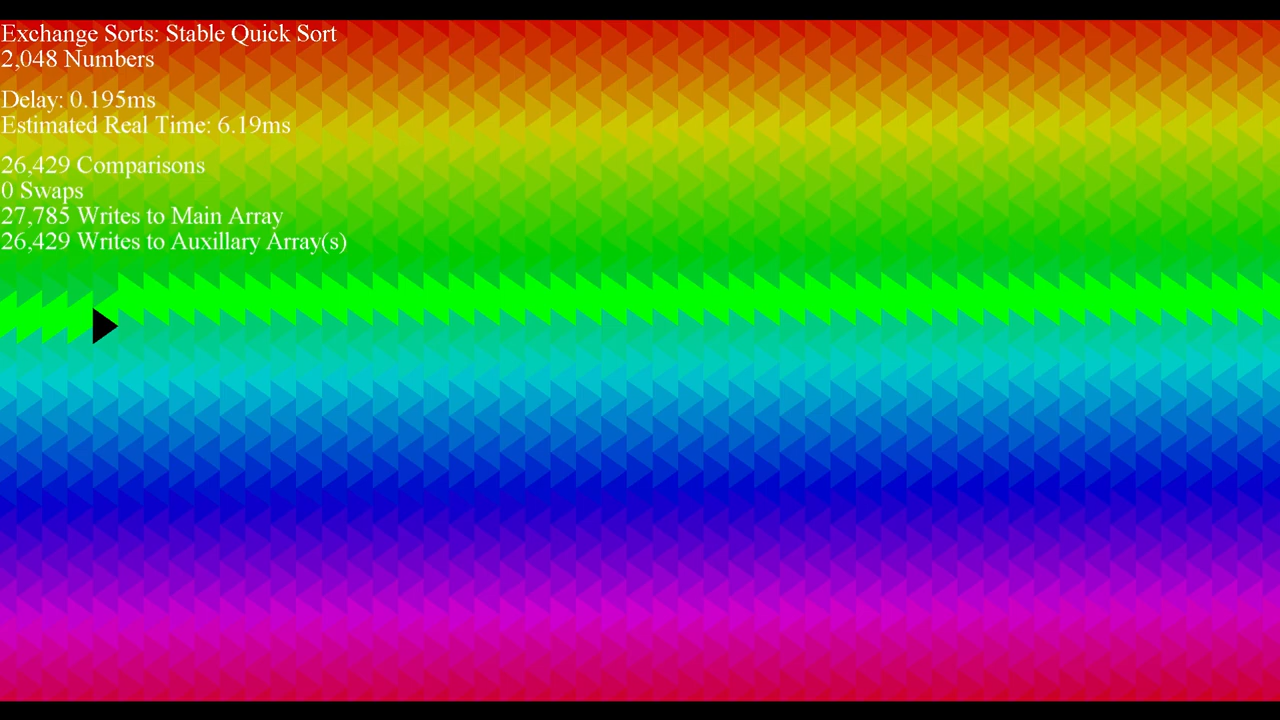 Exchange Sorts: Stable Quick Sort
2,048 Numbers
Delay: 0.195ms
Estimated Real Time: 6.19ms
26,429 Comparisons
0 Swaps
27,785 Writes to Main Array
26,429 Writes to Auxillary Array(s)